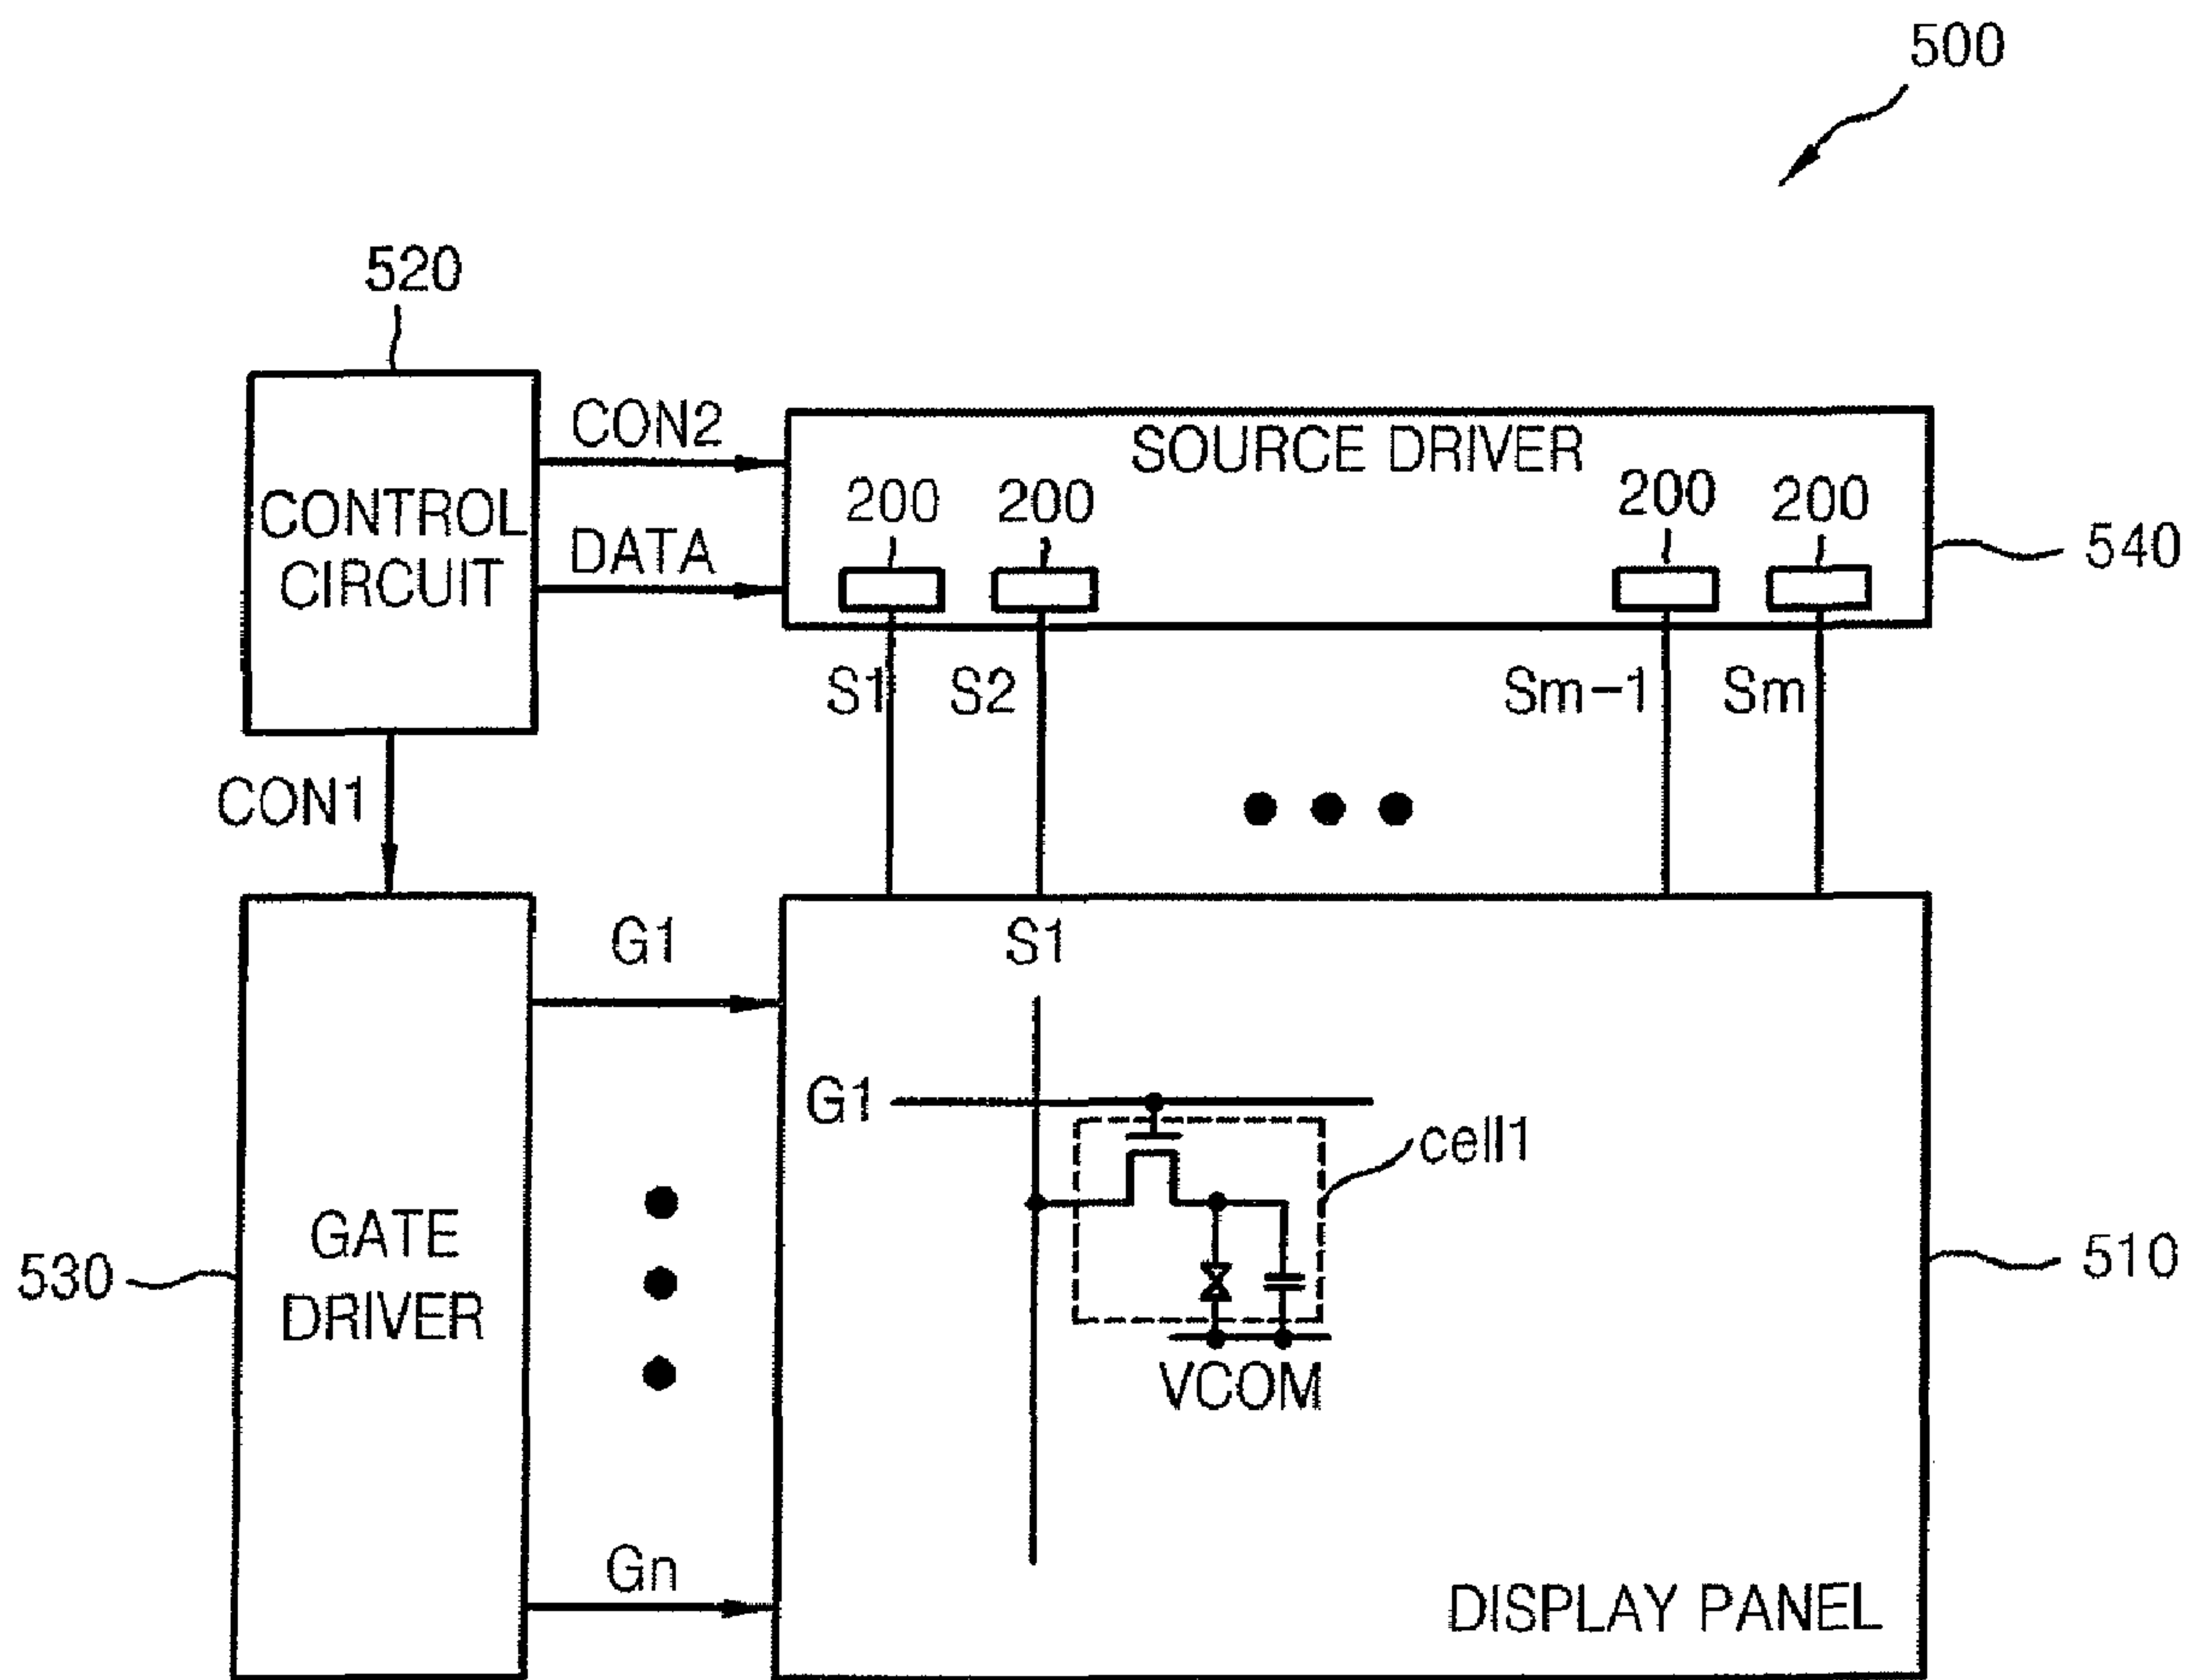 500
520
CONTROL
CIRCUIT
CON2
DATA
SOURCE DRIVER
200
200
200
200
540
S1
S2
Sm-1
Sm
CON1
G1
Gn
GATE
DRIVER
530
S1
G1
cell1
VCOM
510
DISPLAY PANEL